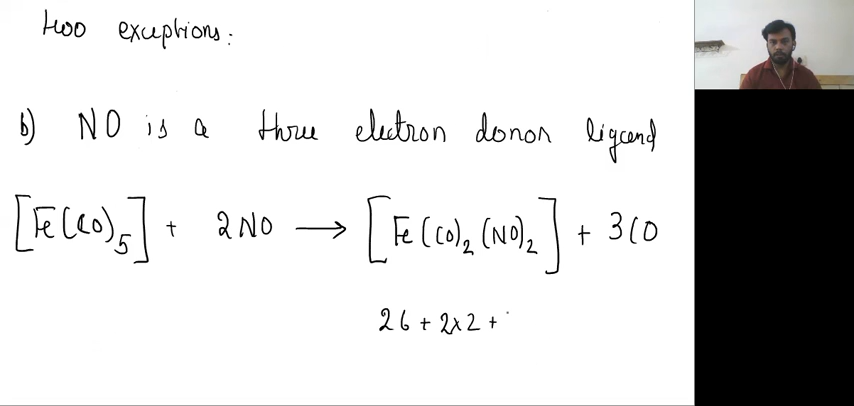 two exceptions:
b) NO is a three electron donor ligand
[Fe(CO)5] + 2NO → [Fe(CO)2(NO)2] + 3CO
26 + 2x2 +